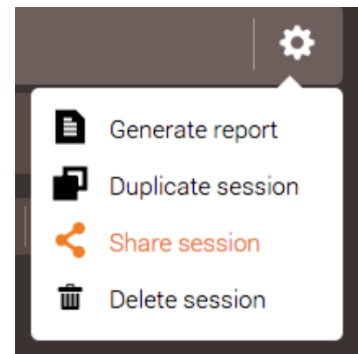 Generate report
Duplicate session
Share session
Delete session